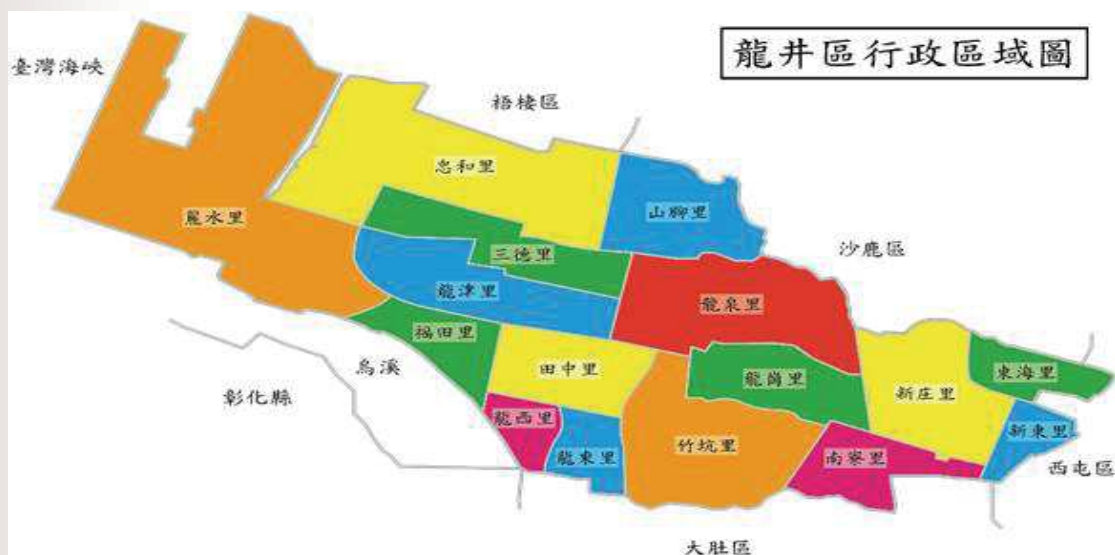 龍井區行政區域圖
臺灣海峽
梧棲區
忠和里
麗水里
山腳里
三德里
沙鹿區
龍津里
龍泉里
福田里
烏溪
田中里
龍崗里
東海里
彰化縣
新庄里
龍西里
新東里
龍東里
竹坑里
南寮里
西屯區
大肚區